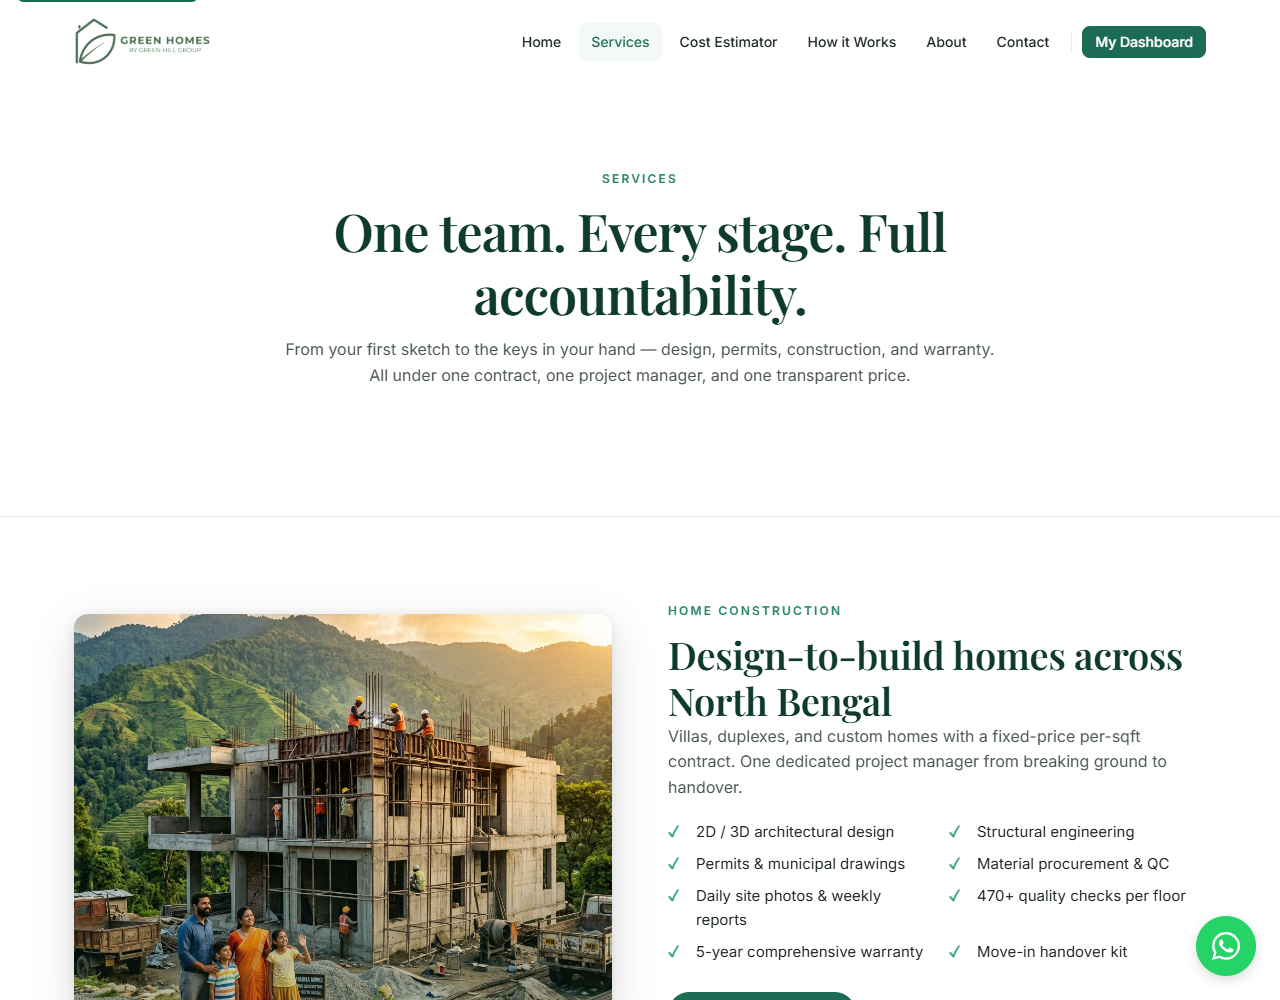 GREEN HOMES
BY GREEN HILL GROUP
Home
Services
Cost Estimator
How it Works
About
Contact
My Dashboard
SERVICES
One team. Every stage. Full
accountability.
From your first sketch to the keys in your hand — design, permits, construction, and warranty.
All under one contract, one project manager, and one transparent price.
HOME CONSTRUCTION
Design-to-build homes across
North Bengal
Villas, duplexes, and custom homes with a fixed-price per-sqft
contract. One dedicated project manager from breaking ground to
handover.
2D / 3D architectural design
Structural engineering
Permits & municipal drawings
Material procurement & QC
Daily site photos & weekly
reports
470+ quality checks per floor
5-year comprehensive warranty
Move-in handover kit